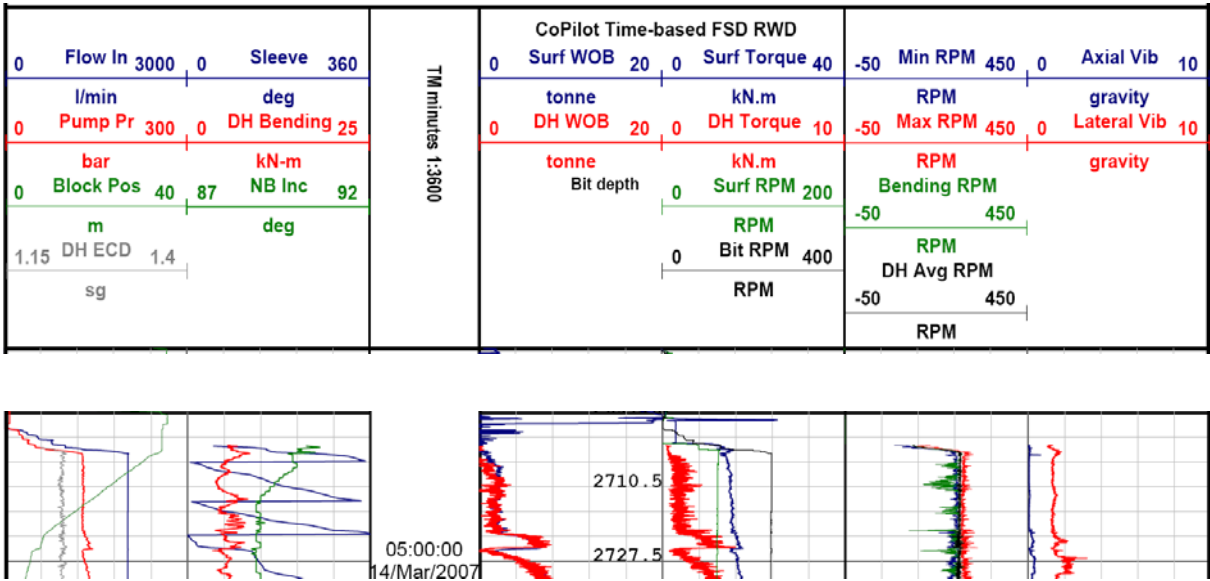 CoPilot Time-based FSD RWD
0 Flow In 3000 0 Sleeve 360
l/min deg
0 Pump Pr 300 0 DH Bending 25
bar kN-m
0 Block Pos 40 87 NB Inc 92
m deg
1.15 DH ECD 1.4
sg
TM minutes 1:3600
0 Surf WOB 20 0 Surf Torque 40
tonne kN.m
0 DH WOB 20 0 DH Torque 10
tonne kN.m
Bit depth 0 Surf RPM 200
RPM
0 Bit RPM 400
RPM
-50 Min RPM 450 0 Axial Vib 10
RPM gravity
-50 Max RPM 450 0 Lateral Vib 10
RPM gravity
Bending RPM
-50 450
RPM
DH Avg RPM
-50 450
RPM
2710.5
05:00:00 2727.5
14/Mar/2007